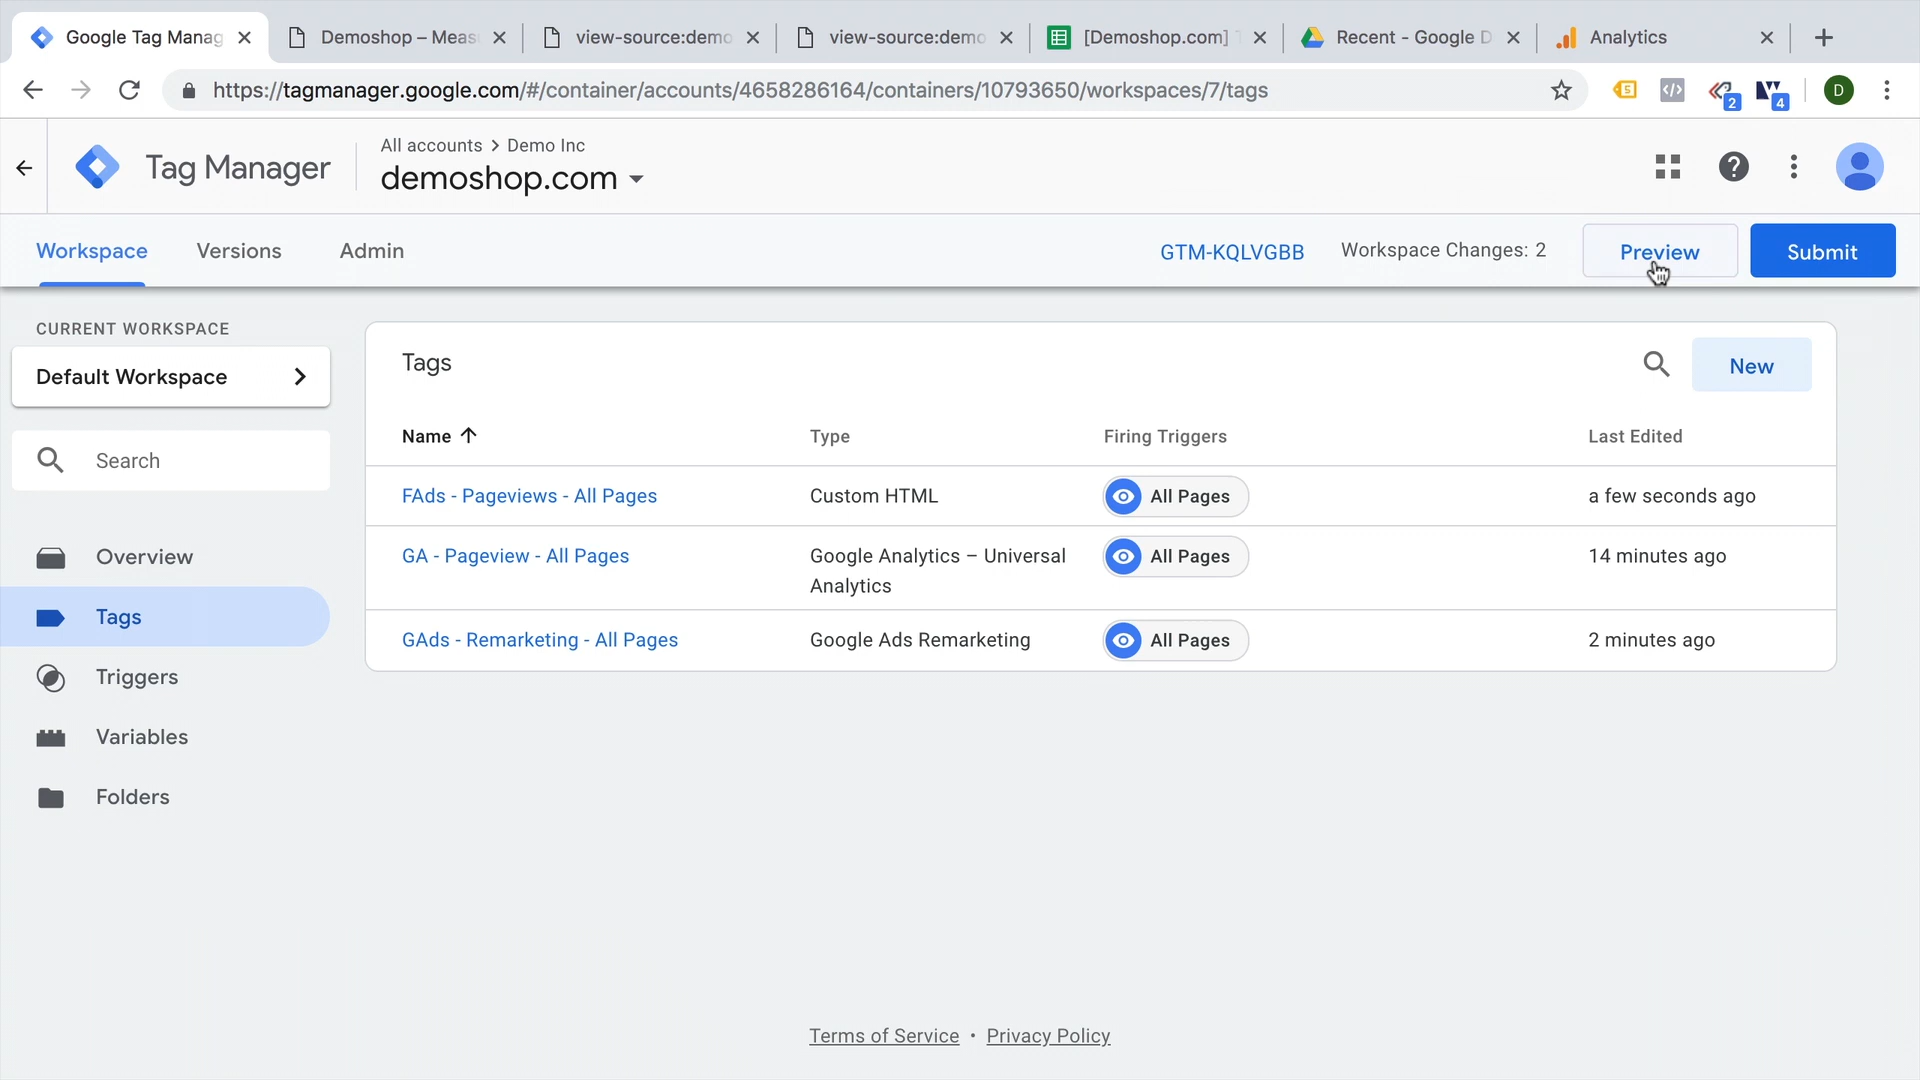 Google Tag Manag
Demoshop – Meas
view-source:demo
view-source:demo
[Demoshop.com] T
Recent - Google D
Analytics
https://tagmanager.google.com/#/container/accounts/4658286164/containers/10793650/workspaces/7/tags
5
2
4
D
Tag Manager
All accounts > Demo Inc
demoshop.com
Workspace
Versions
Admin
GTM-KQLVGBB
Workspace Changes: 2
Preview
Submit
CURRENT WORKSPACE
Default Workspace
Search
Overview
Tags
Triggers
Variables
Folders
Tags
New
Name Type Firing Triggers Last Edited
FAds - Pageviews - All Pages Custom HTML All Pages a few seconds ago
GA - Pageview - All Pages Google Analytics – Universal All Pages 14 minutes ago
Analytics
GAds - Remarketing - All Pages Google Ads Remarketing All Pages 2 minutes ago
Terms of Service • Privacy Policy